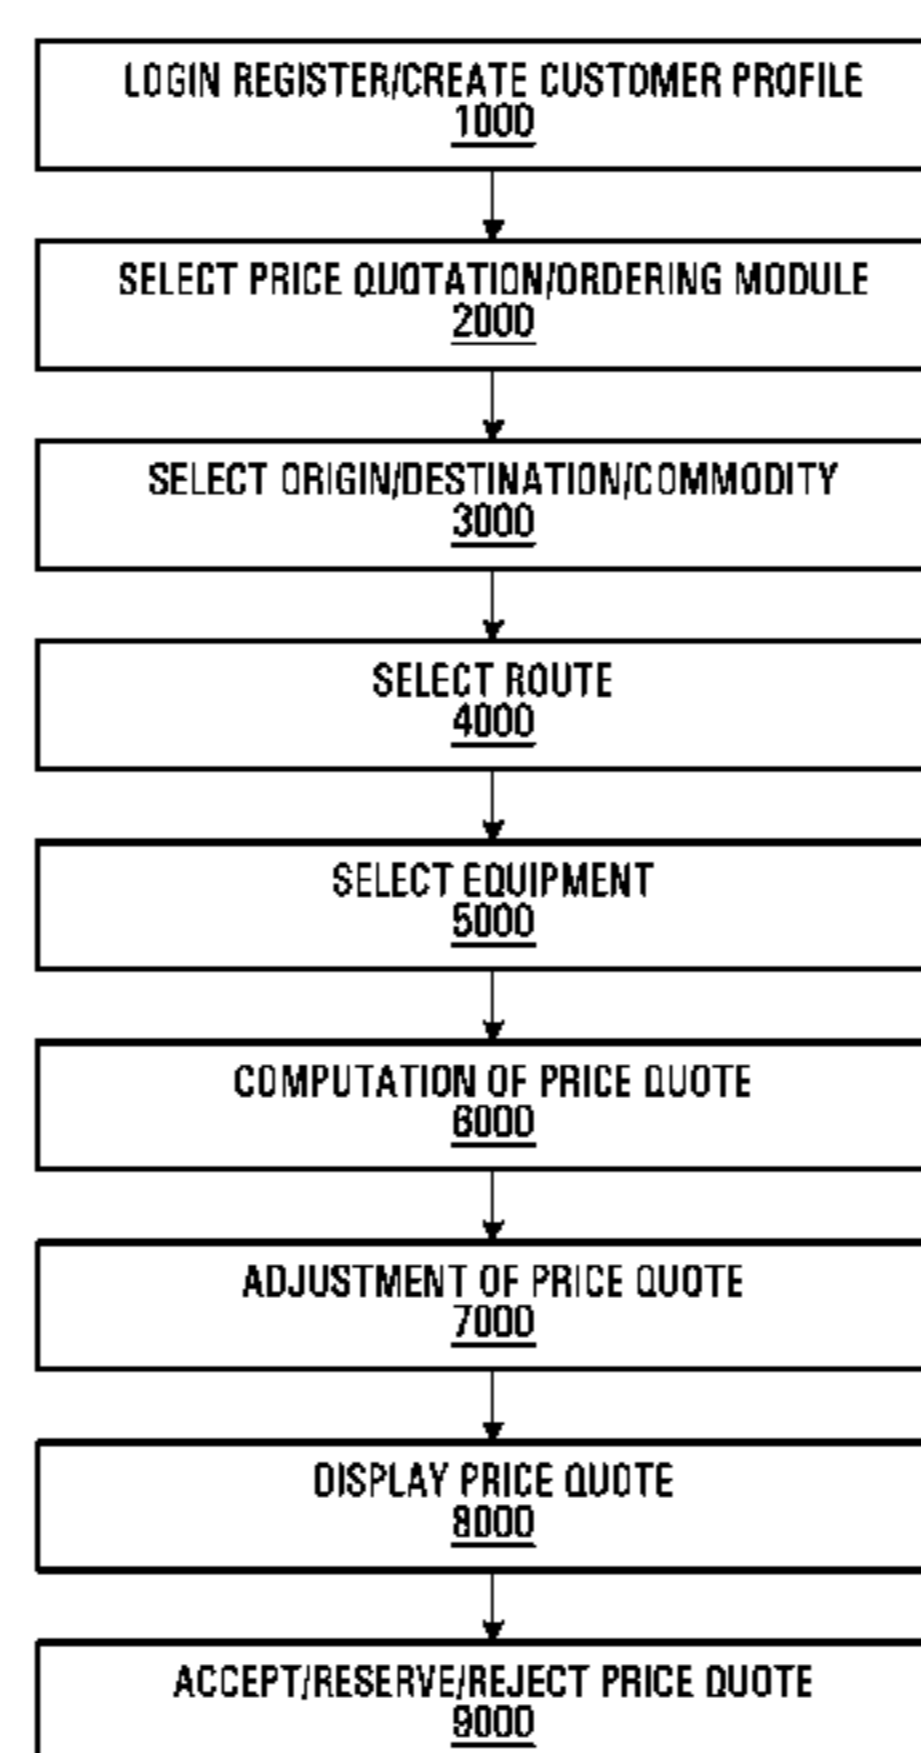 LOGIN REGISTER/CREATE CUSTOMER PROFILE
1000
SELECT PRICE QUOTATION/ORDERING MODULE
2000
SELECT ORIGIN/DESTINATION/COMMODITY
3000
SELECT ROUTE
4000
SELECT EQUIPMENT
5000
COMPUTATION OF PRICE QUOTE
6000
ADJUSTMENT OF PRICE QUOTE
7000
DISPLAY PRICE QUOTE
8000
ACCEPT/RESERVE/REJECT PRICE QUOTE
9000